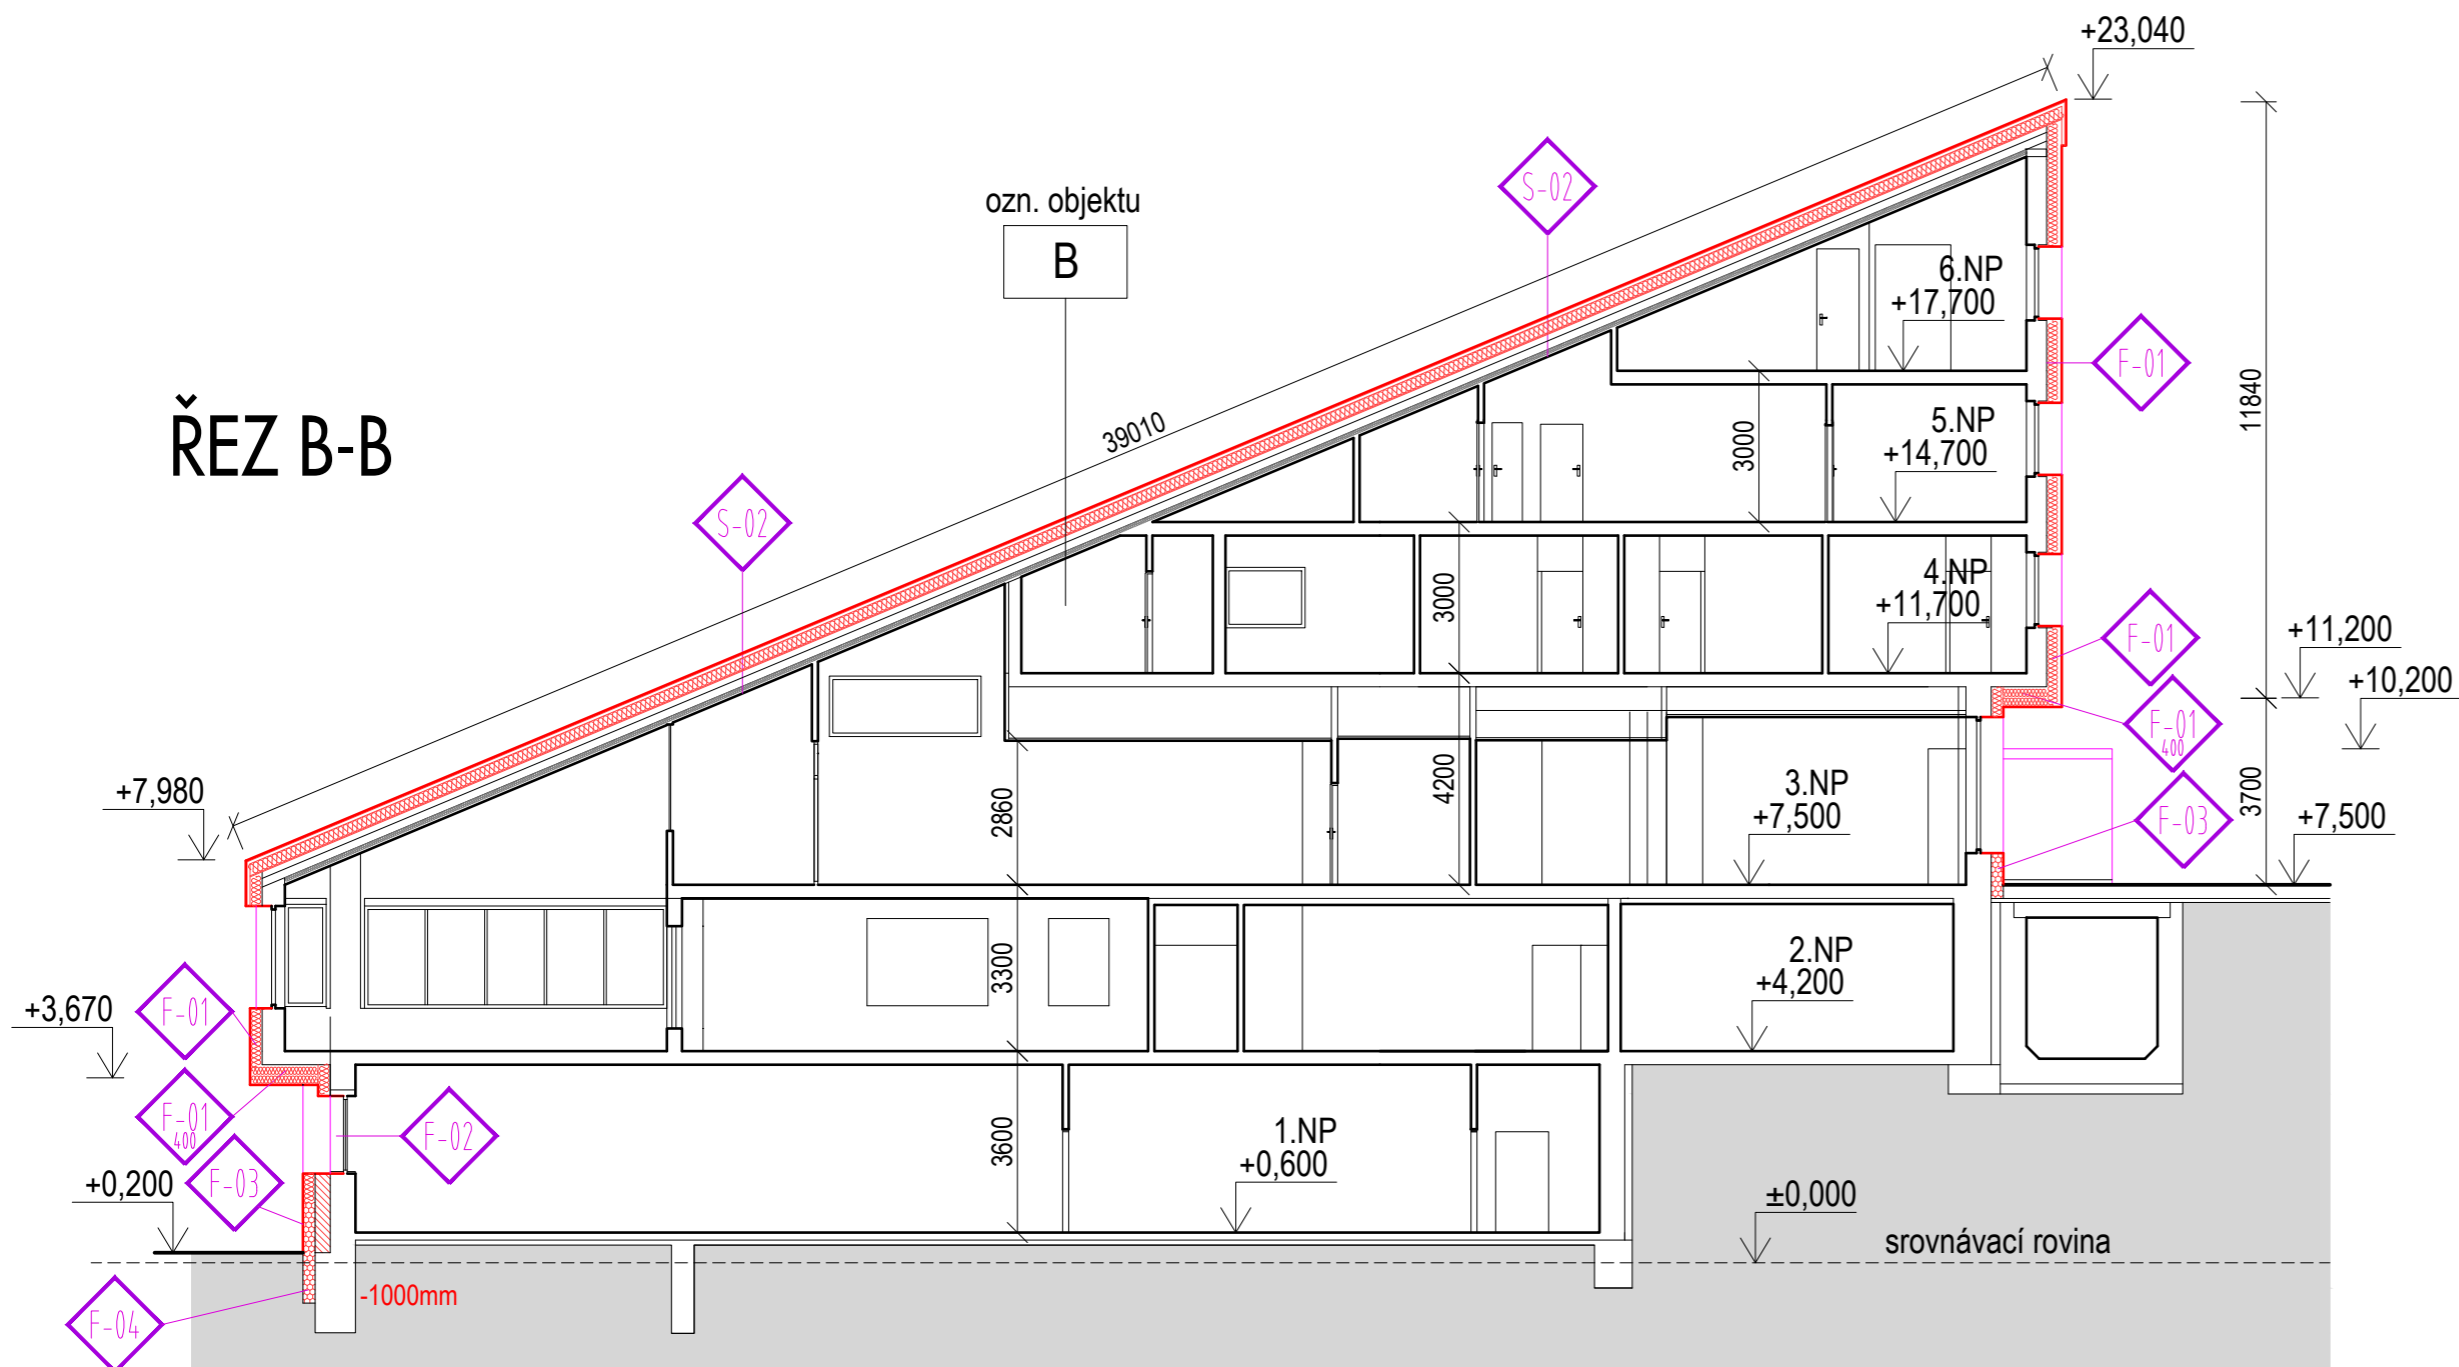 +23,040
S-02
ozn. objektu
B
6.NP
+17,700
F-01
11840
ŘEZ B-B
39010
3000
5.NP
+14,700
S-02
3000
4.NP
+11,700
F-01
+11,200
+10,200
F-01
400
+7,980
2860
4200
3.NP
+7,500
3700
F-03
+7,500
F-01
+3,670
3300
2.NP
+4,200
F-01
400
F-02
3600
1.NP
+0,600
F-03
+0,200
±0,000
srovnávací rovina
-1000mm
F-04